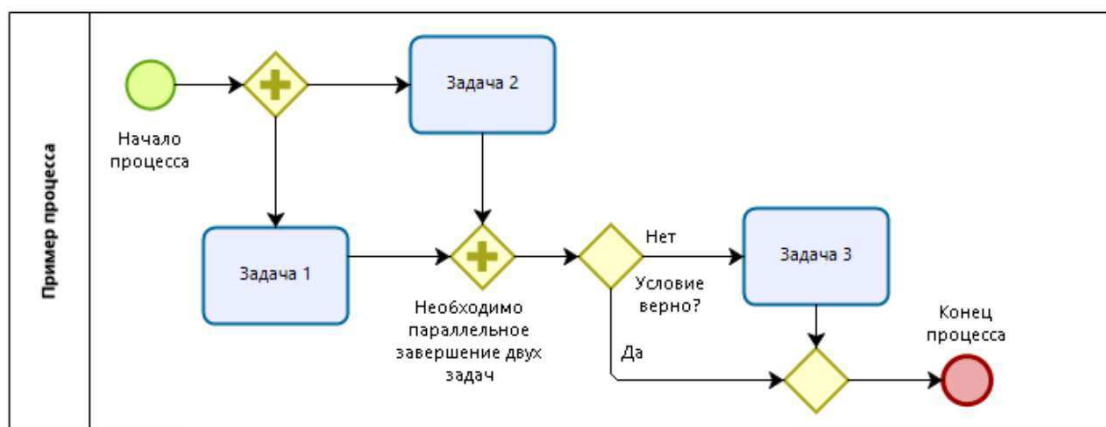 Пример процесса
Начало
процесса
Задача 2
Задача 1
Необходимо
параллельное
завершение двух
задач
Нет
Условие
верно?
Да
Задача 3
Конец
процесса